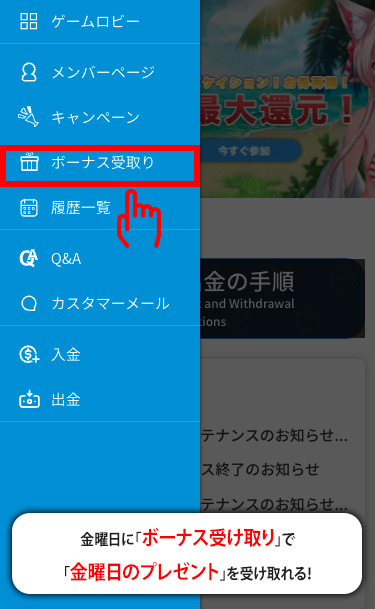 ゲームロビー
メンバーページ
キャンペーン
ボーナス受取り
履歴一覧
Q&A
カスタマーメール
入金
出金
ケイション!お得再開!
最大還元!
今すぐ参加
金の手順
and Withdrawal
ions
テナンスのお知らせ...
ス終了のお知らせ
テナンスのお知らせ...
金曜日に「ボーナス受け取り」で
「金曜日のプレゼント」を受け取れる!